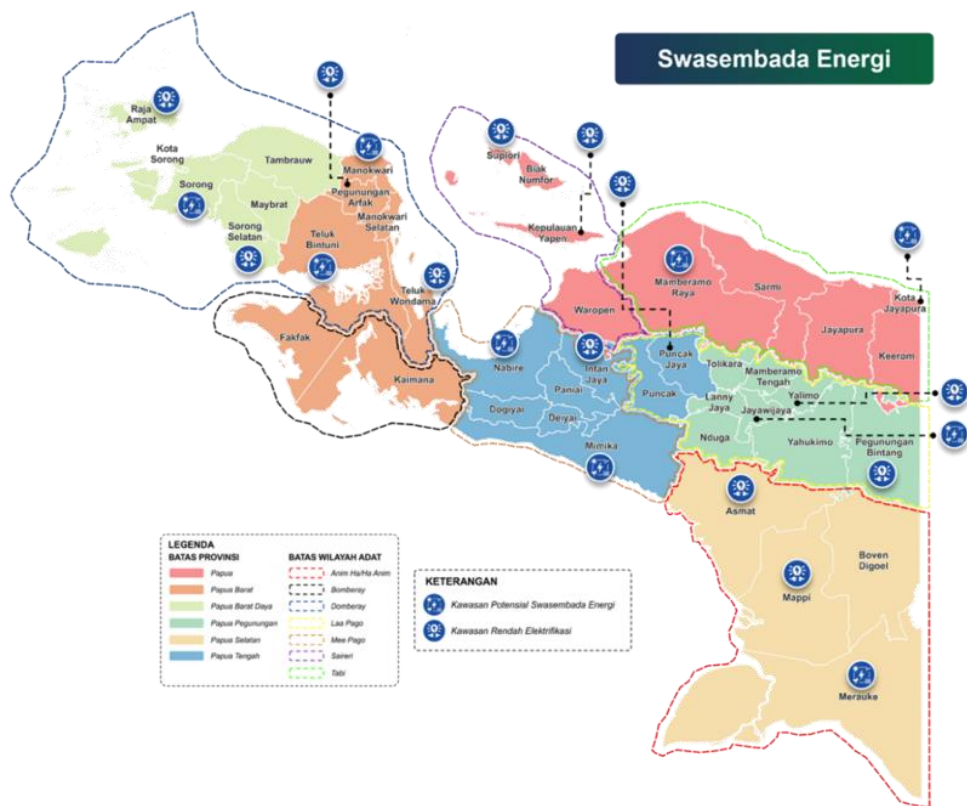 Swasembada Energi
Raja
Ampat
Kota
Sorong
Sorong
Tambrauw
Maybrat
Sorong
Selatan
Manokwari
Pegunungan
Arfak
Manokwari
Selatan
Teluk
Bintuni
Teluk
Wondama
Fakfak
Kaimana
Supiori
Biak
Numfor
Kepulauan
Yapen
Waropen
Mamberamo
Raya
Sarmi
Kota
Jayapura
Jayapura
Keerom
Nabire
Intan
Jaya
Paniai
Dogiyai
Deiyai
Mimika
Puncak
Jaya
Puncak
Tolikara
Mamberamo
Tengah
Yalimo
Lanny
Jaya
Jayawijaya
Nduga
Yahukimo
Pegunungan
Bintang
Asmat
Mappi
Boven
Digoel
Merauke
LEGENDA
BATAS PROVINSI
Papua
Papua Barat
Papua Barat Daya
Papua Pegunungan
Papua Selatan
Papua Tengah
BATAS WILAYAH ADAT
Anim Ha/Ha Anim
Bomberay
Domberay
Laa Pago
Mee Pago
Saireri
Tabi
KETERANGAN
Kawasan Potensial Swasembada Energi
Kawasan Rendah Elektrifikasi